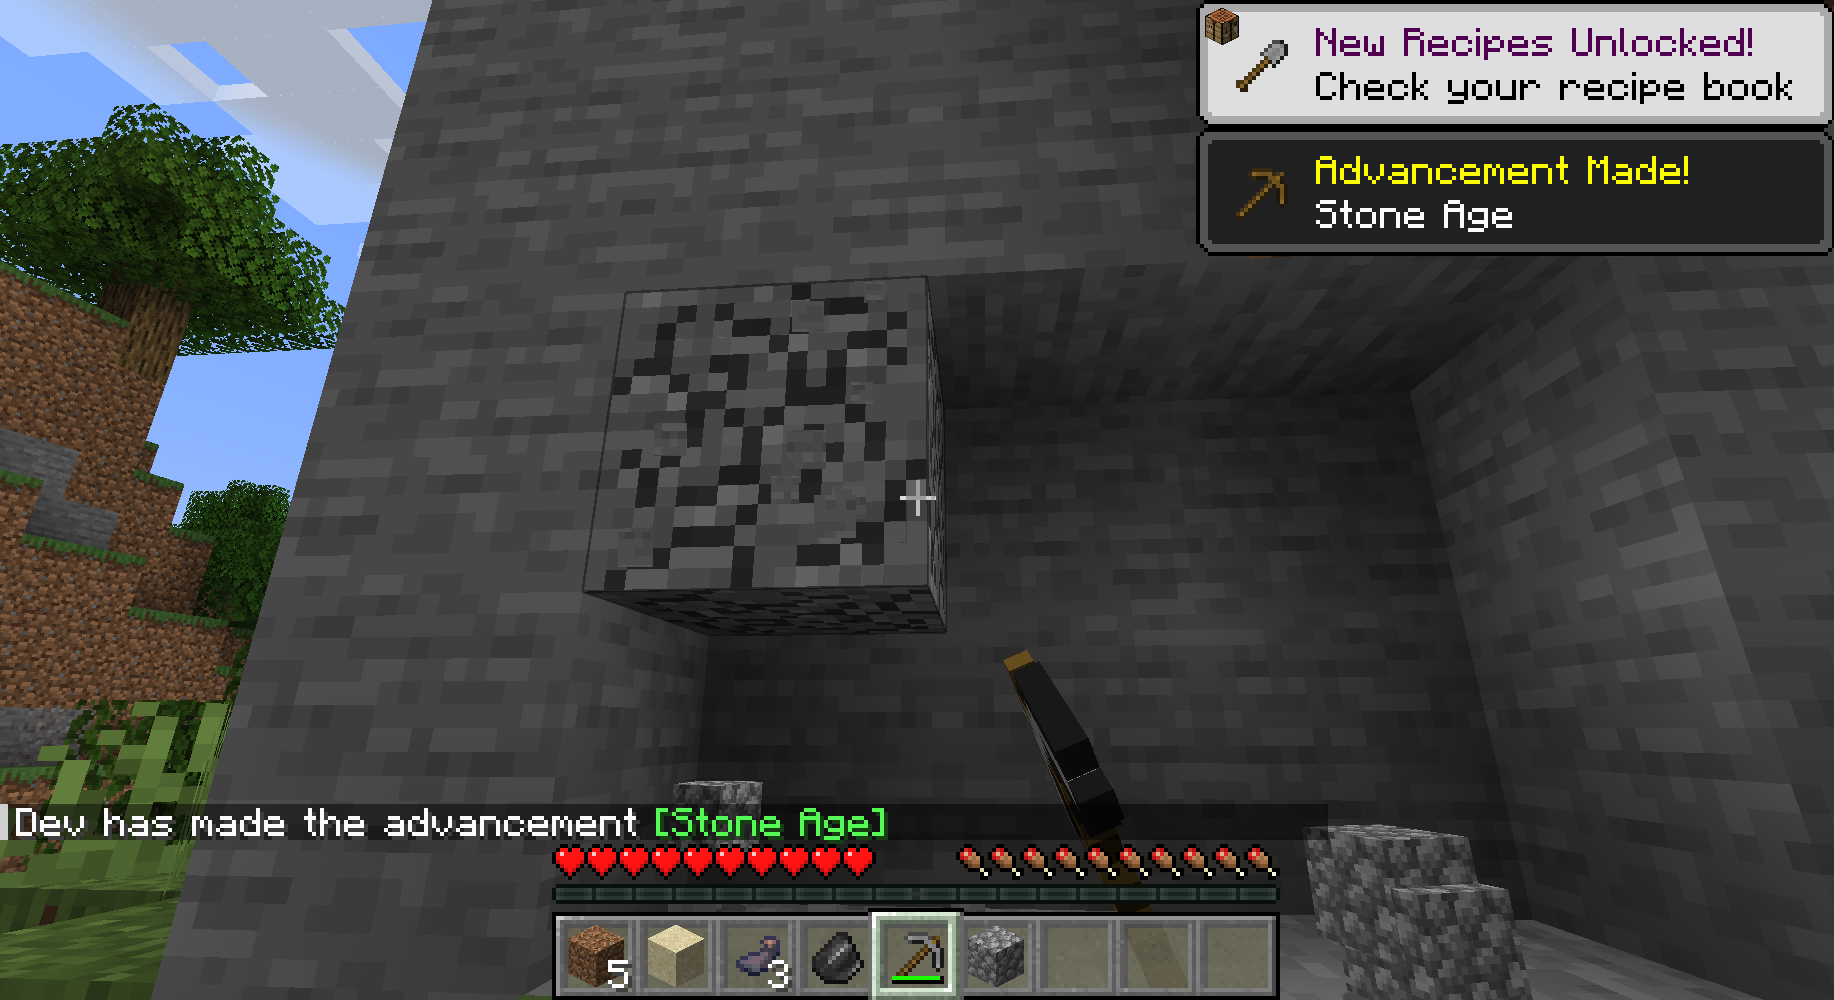 New Recipes Unlocked!
Check your recipe book
Advancement Made!
Stone Age
Dev has made the advancement [Stone Age]
5
3